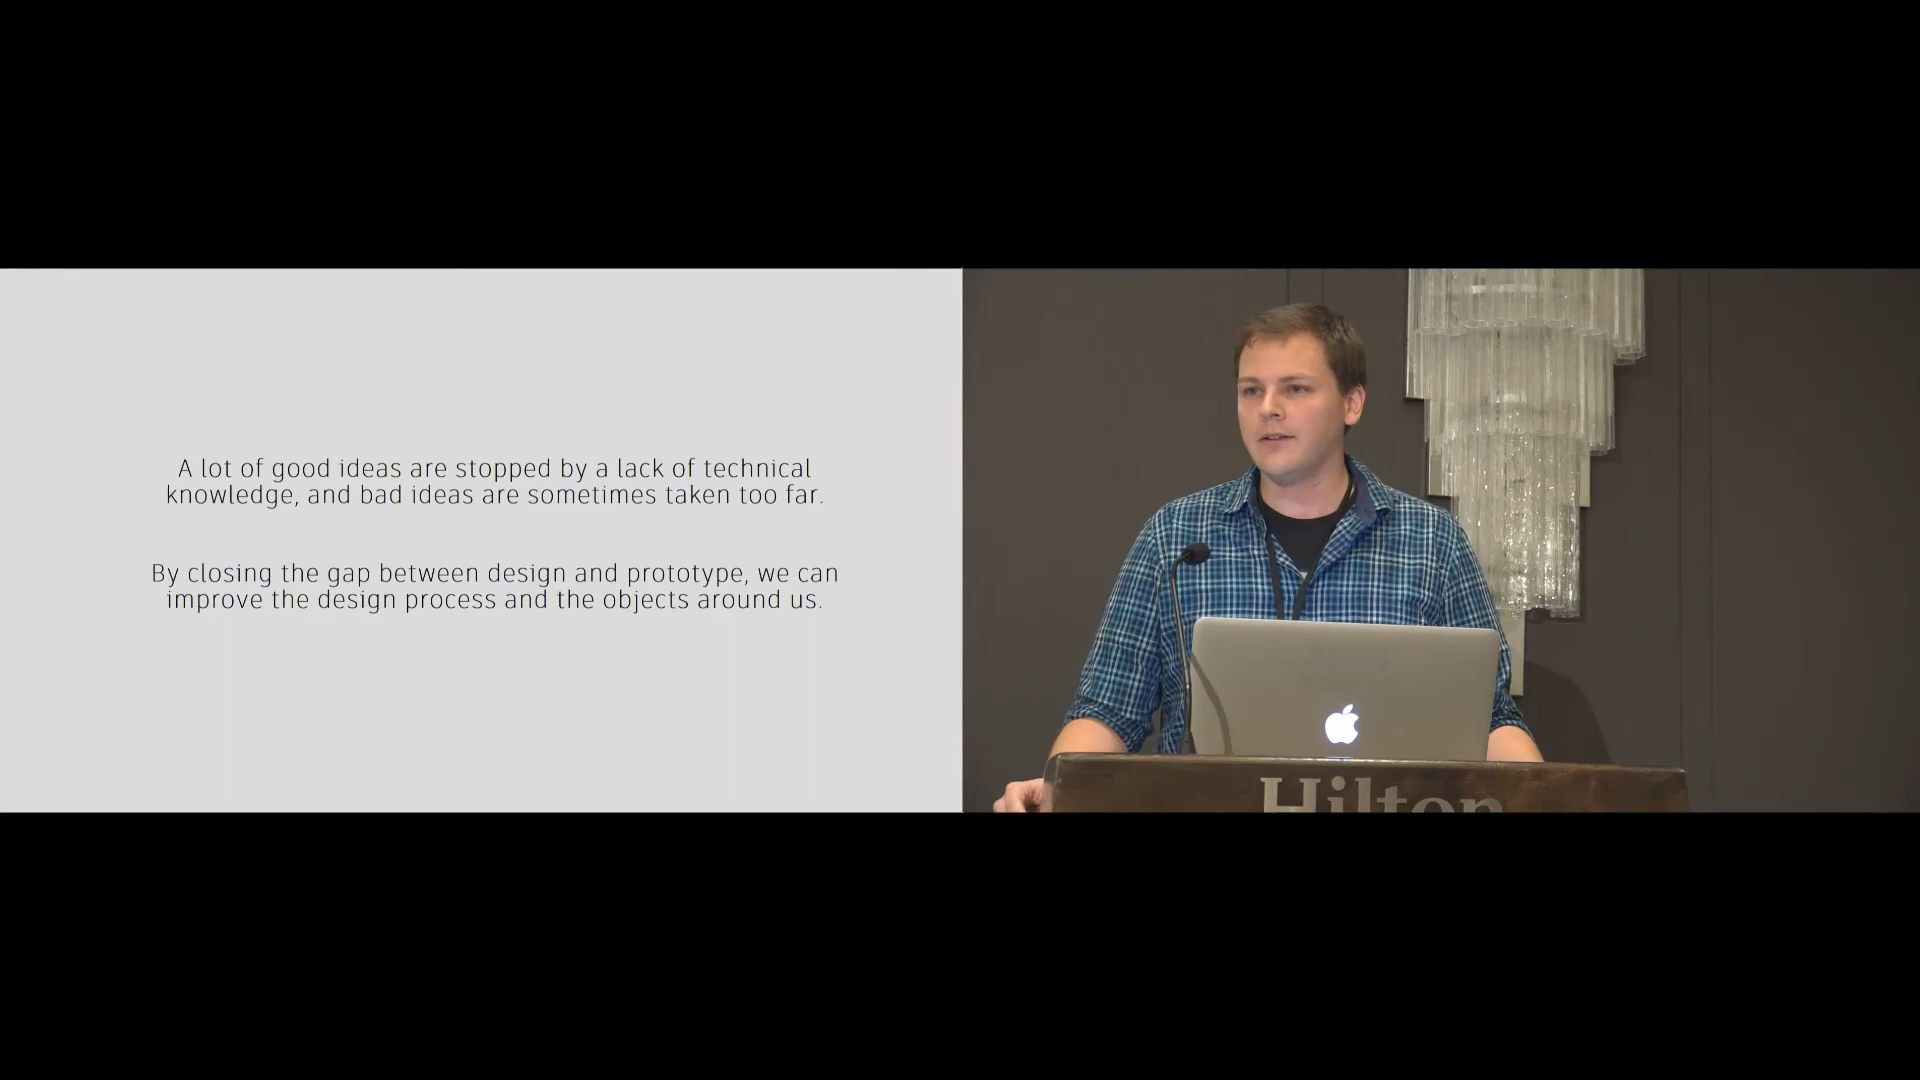 A lot of good ideas are stopped by a lack of technical
knowledge, and bad ideas are sometimes taken too far.
By closing the gap between design and prototype, we can
improve the design process and the objects around us.
Hilton